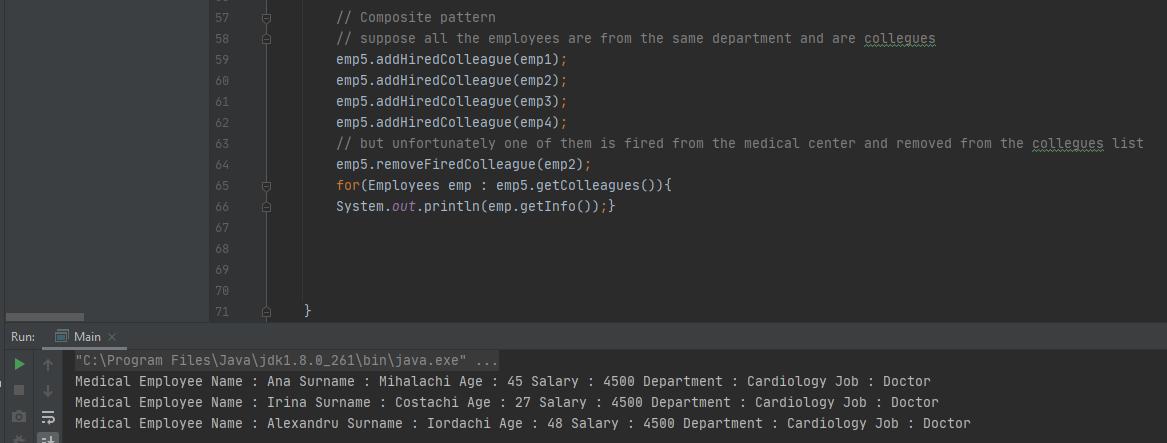 57 // Composite pattern
58 // suppose all the employees are from the same department and are collegues
59 emp5.addHiredColleague(emp1);
60 emp5.addHiredColleague(emp2);
61 emp5.addHiredColleague(emp3);
62 emp5.addHiredColleague(emp4);
63 // but unfortunately one of them is fired from the medical center and removed from the collegues list
64 emp5.removeFiredColleague(emp2);
65 for(Employees emp : emp5.getColleagues()){
66 System.out.println(emp.getInfo());}
67
68
69
70
71 }
Run: Main
"C:\Program Files\Java\jdk1.8.0_261\bin\java.exe" ...
Medical Employee Name : Ana Surname : Mihalachi Age : 45 Salary : 4500 Department : Cardiology Job : Doctor
Medical Employee Name : Irina Surname : Costachi Age : 27 Salary : 4500 Department : Cardiology Job : Doctor
Medical Employee Name : Alexandru Surname : Iordachi Age : 48 Salary : 4500 Department : Cardiology Job : Doctor